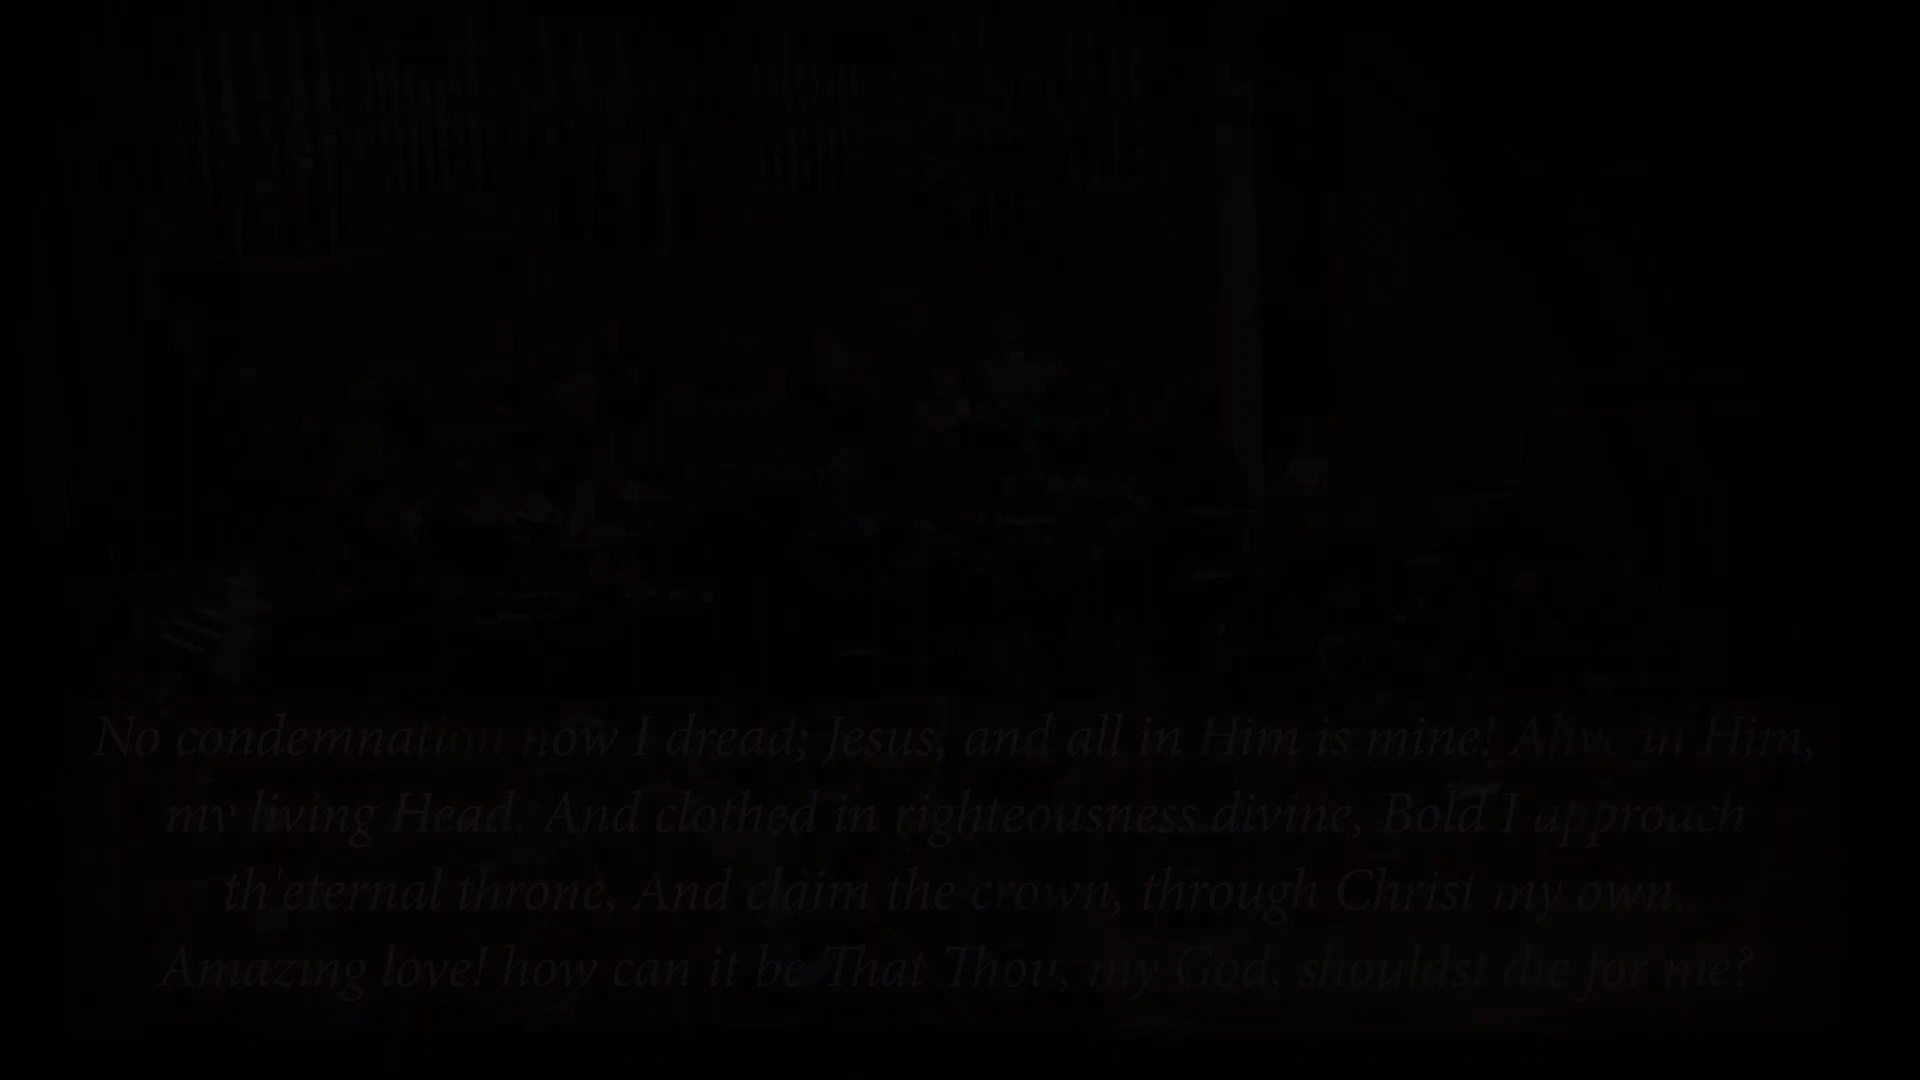 No condemnation now I dread; Jesus, and all in Him is mine! Alive in Him,
my living Head, And clothed in righteousness divine, Bold I approach
th'eternal throne, And claim the crown, through Christ my own.
Amazing love! how can it be That Thou, my God, shouldst die for me?